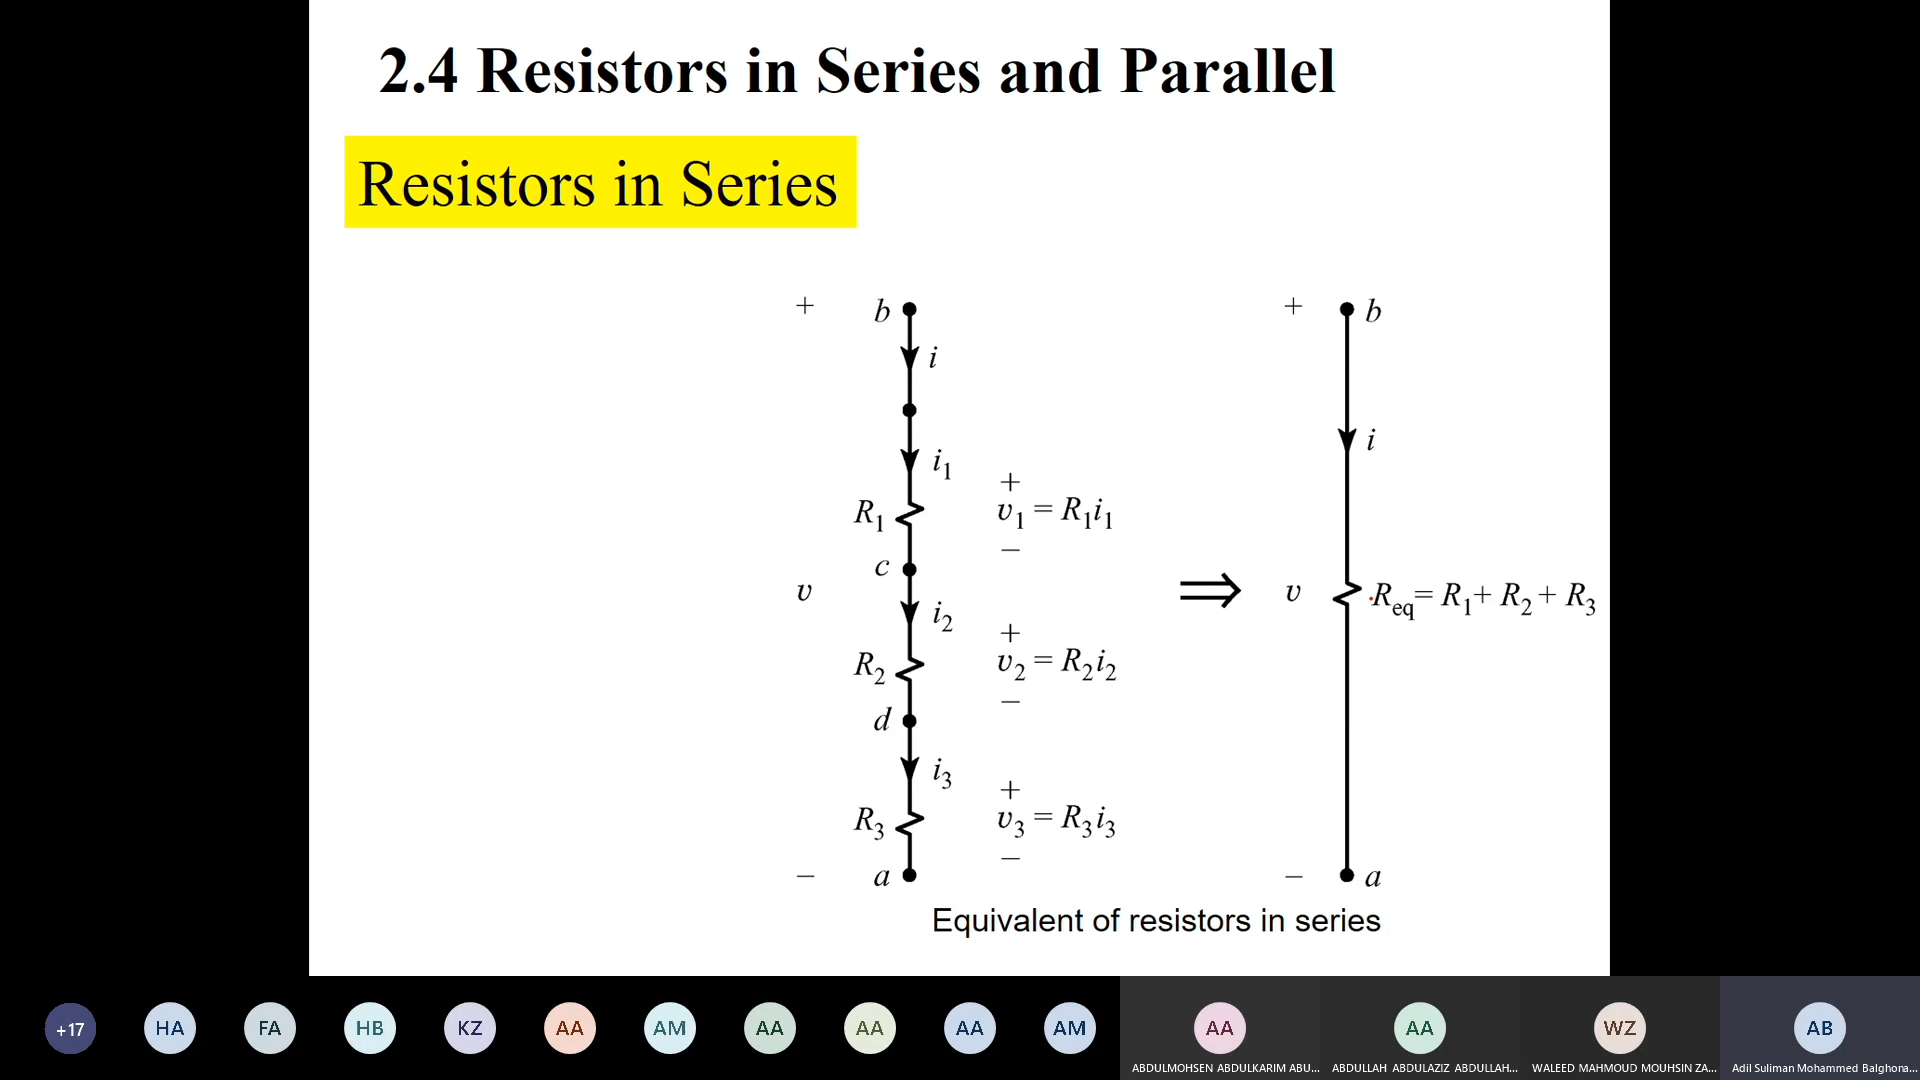 2.4 Resistors in Series and Parallel
Resistors in Series
+ b
i
i1
R1
+
v1 = R1i1
−
c
v
i2
R2
+
v2 = R2i2
−
d
i3
R3
+
v3 = R3i3
−
− a
⇒
+ b
i
v Req = R1 + R2 + R3
− a
Equivalent of resistors in series
+17 HA FA HB KZ AA AM AA AA AA AM AA AA WZ AB
ABDULMOHSEN ABDULKARIM ABU... ABDULLAH ABDULAZIZ ABDULLAH... WALEED MAHMOUD MOUHSIN ZA... Adil Suliman Mohammed Balghona...